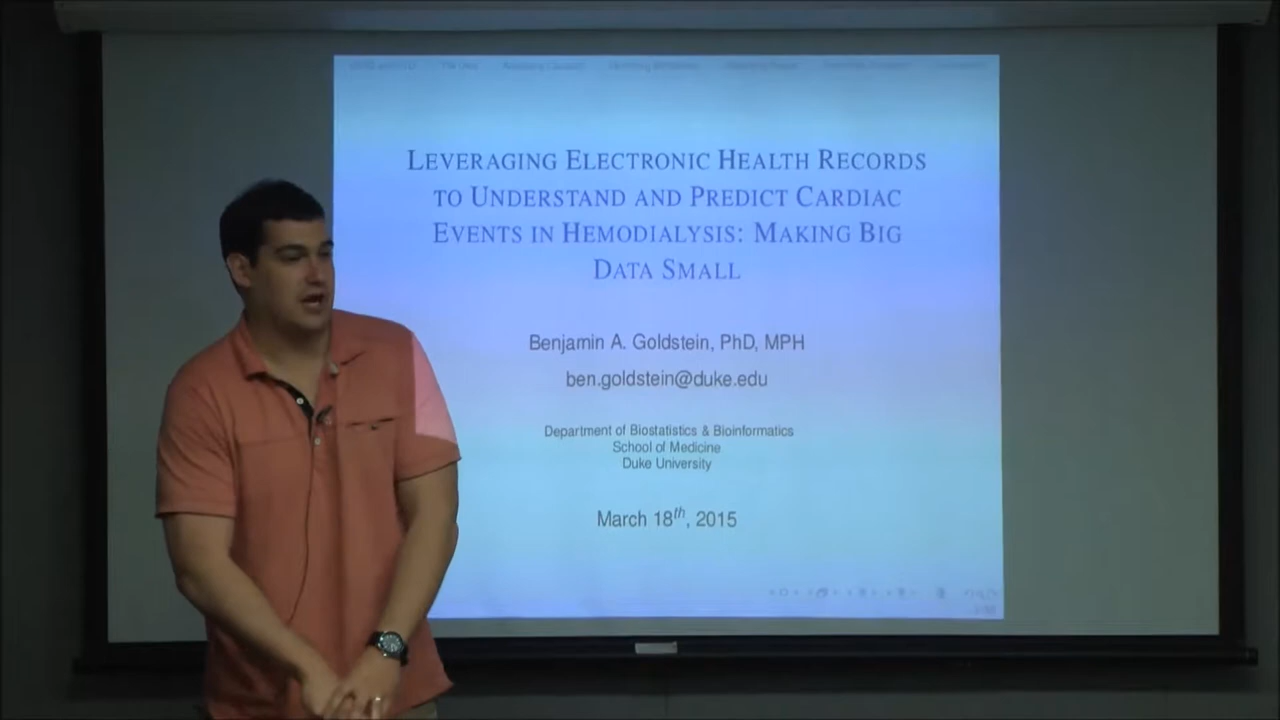 LEVERAGING ELECTRONIC HEALTH RECORDS
TO UNDERSTAND AND PREDICT CARDIAC
EVENTS IN HEMODIALYSIS: MAKING BIG
DATA SMALL
Benjamin A. Goldstein, PhD, MPH
ben.goldstein@duke.edu
Department of Biostatistics & Bioinformatics
School of Medicine
Duke University
March 18th, 2015